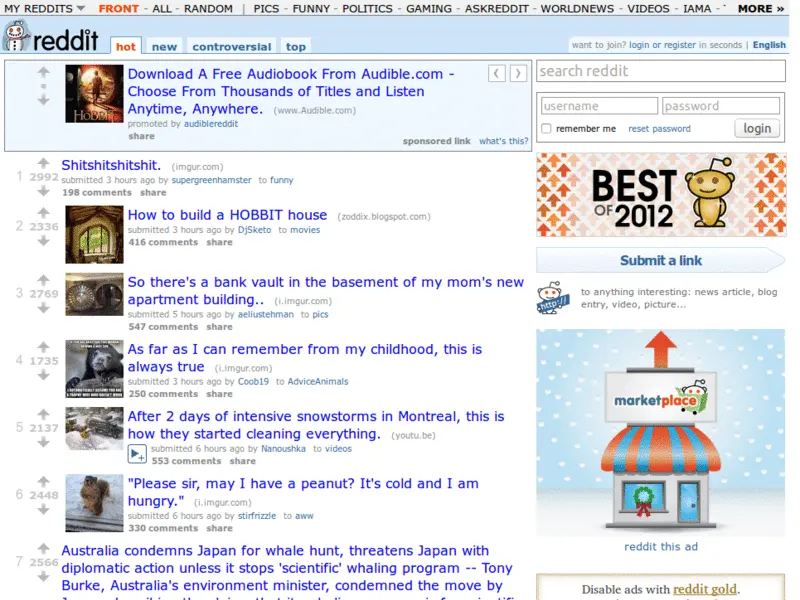 MY REDDITS FRONT - ALL - RANDOM | PICS - FUNNY - POLITICS - GAMING - ASKREDDIT - WORLDNEWS - VIDEOS - IAMA - MORE »
reddit hot new controversial top
want to join? login or register in seconds | English
Download A Free Audiobook From Audible.com -
Choose From Thousands of Titles and Listen
Anytime, Anywhere. (www.Audible.com)
promoted by audiblereddit
share
sponsored link what's this?
THE HOBBIT
1 2992 Shitshitshitshit. (imgur.com)
submitted 3 hours ago by supergreenhamster to funny
198 comments share
2 2336 How to build a HOBBIT house (zoddix.blogspot.com)
submitted 3 hours ago by DjSketo to movies
416 comments share
3 2769 So there's a bank vault in the basement of my mom's new
apartment building.. (i.imgur.com)
submitted 5 hours ago by aeliustehman to pics
547 comments share
4 1735 As far as I can remember from my childhood, this is
always true (i.imgur.com)
submitted 3 hours ago by Coob19 to AdviceAnimals
250 comments share
5 2137 After 2 days of intensive snowstorms in Montreal, this is
how they started cleaning everything. (youtu.be)
submitted 6 hours ago by Nanoushka to videos
553 comments share
6 2448 "Please sir, may I have a peanut? It's cold and I am
hungry." (i.imgur.com)
submitted 6 hours ago by stirfrizzle to aww
330 comments share
7 2566 Australia condemns Japan for whale hunt, threatens Japan with
diplomatic action unless it stops 'scientific' whaling program -- Tony
Burke, Australia's environment minister, condemned the move by
search reddit
username password
remember me reset password login
BEST
OF 2012
Submit a link
http://
to anything interesting: news article, blog
entry, video, picture...
marketplace
reddit this ad
Disable ads with reddit gold.